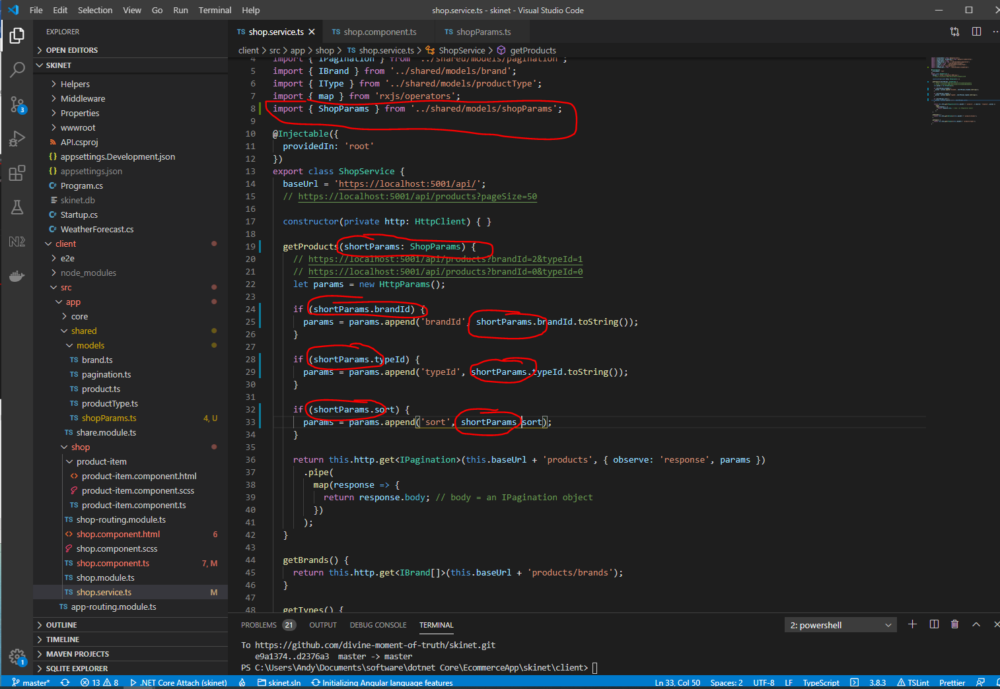 File Edit Selection View Go Run Terminal Help
shop.service.ts - skinet - Visual Studio Code
EXPLORER
OPEN EDITORS
SKINET
Helpers
Middleware
Properties
wwwroot
API.csproj
{ } appsettings.Development.json
{ } appsettings.json
C# Program.cs
skinet.db
C# Startup.cs
C# WeatherForecast.cs
client
e2e
node_modules
src
app
core
shared
models
TS brand.ts
TS pagination.ts
TS product.ts
TS productType.ts
TS shopParams.ts 4, U
TS share.module.ts
shop
product-item
<> product-item.component.html
product-item.component.scss
TS product-item.component.ts
TS shop-routing.module.ts
<> shop.component.html 6
shop.component.scss
TS shop.component.ts 7, M
TS shop.module.ts
TS shop.service.ts M
TS app-routing.module.ts
OUTLINE
TIMELINE
MAVEN PROJECTS
SQLITE EXPLORER
3
1
TS shop.service.ts TS shop.component.ts TS shopParams.ts
client > src > app > shop > TS shop.service.ts > ShopService > getProducts
4 import { IPagination } from '../shared/models/pagination';
5 import { IBrand } from '../shared/models/brand';
6 import { IType } from '../shared/models/productType';
7 import { map } from 'rxjs/operators';
8 import { ShopParams } from '../shared/models/shopParams';
9
10 @Injectable({
11 providedIn: 'root'
12 })
13 export class ShopService {
14 baseUrl = 'https://localhost:5001/api/';
15 // https://localhost:5001/api/products?pageSize=50
16
17 constructor(private http: HttpClient) { }
18
19 getProducts(shortParams: ShopParams) {
20 // https://localhost:5001/api/products?brandId=2&typeId=1
21 // https://localhost:5001/api/products?brandId=0&typeId=0
22 let params = new HttpParams();
23
24 if (shortParams.brandId) {
25 params = params.append('brandId', shortParams.brandId.toString());
26 }
27
28 if (shortParams.typeId) {
29 params = params.append('typeId', shortParams.typeId.toString());
30 }
31
32 if (shortParams.sort) {
33 params = params.append('sort', shortParams.sort);
34 }
35
36 return this.http.get<IPagination>(this.baseUrl + 'products', { observe: 'response', params })
37 .pipe(
38 map(response => {
39 return response.body; // body = an IPagination object
40 })
41 );
42 }
43
44 getBrands() {
45 return this.http.get<IBrand[]>(this.baseUrl + 'products/brands');
46 }
47
48 getTypes() {
PROBLEMS 21 OUTPUT DEBUG CONSOLE TERMINAL 2: powershell
To https://github.com/divine-moment-of-truth/skinet.git
e9a1374..d2376a3 master -> master
PS C:\Users\Andy\Documents\software\dotnet Core\EcommerceApp\skinet\client>
master* 13 8 .NET Core Attach (skinet) skinet.sln Initializing Angular language features Ln 33, Col 50 Spaces: 2 UTF-8 LF TypeScript 3.8.3 TSLint Prettier